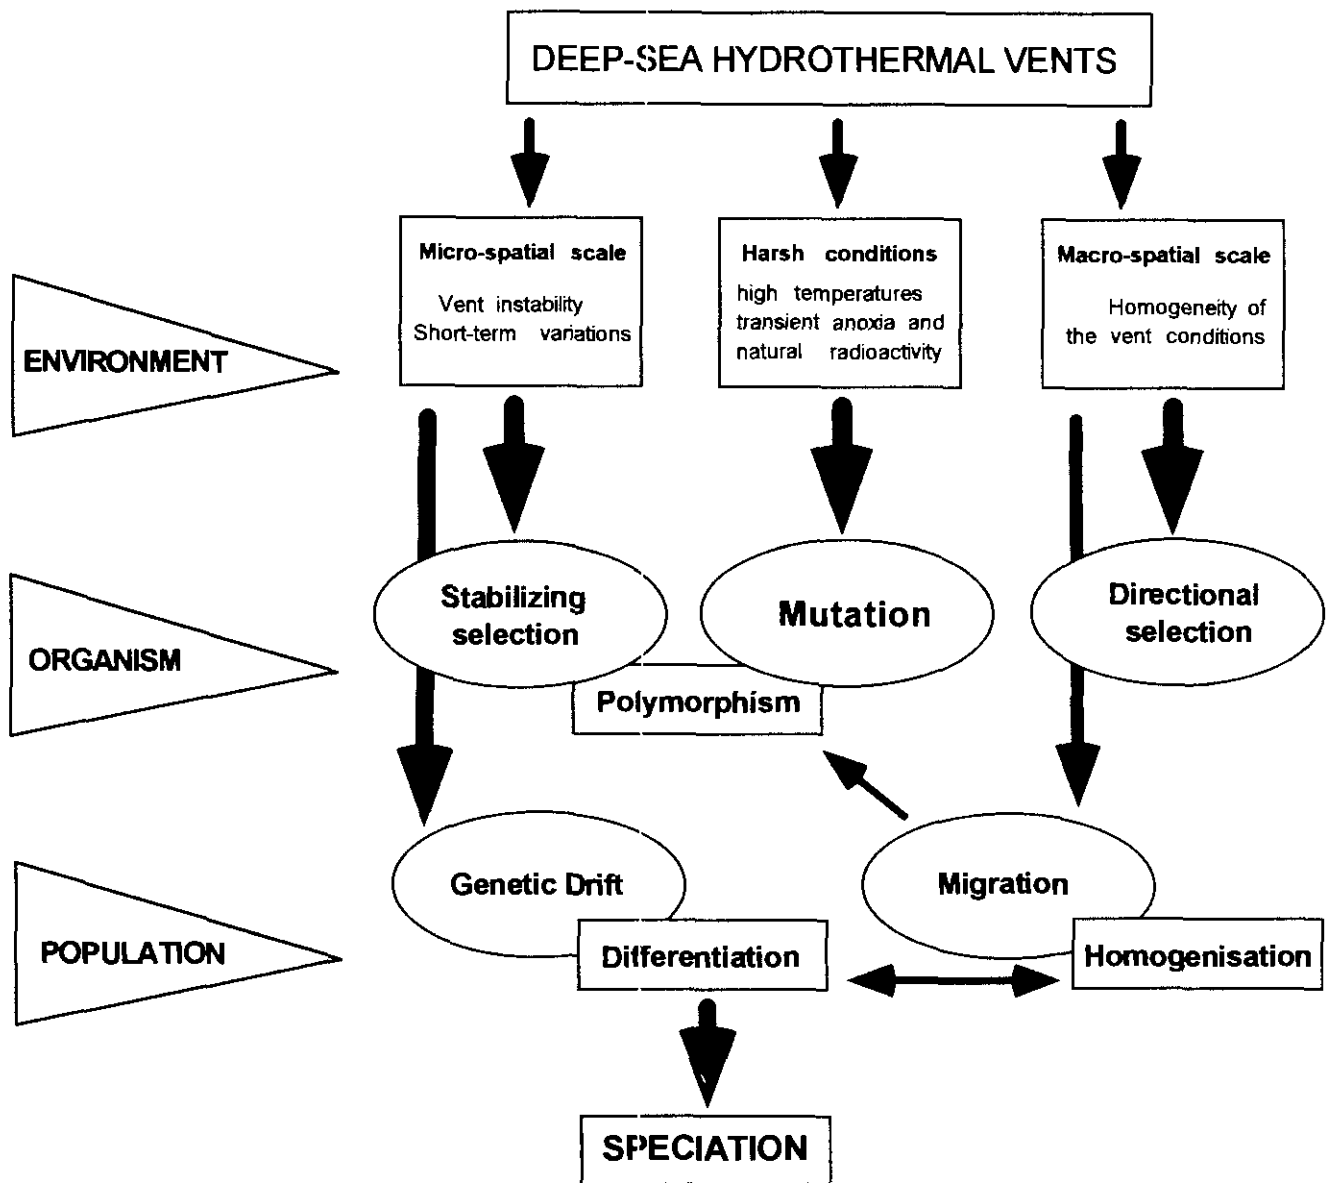 DEEP-SEA HYDROTHERMAL VENTS
Micro-spatial scale
Vent instability
Short-term variations
Harsh conditions
high temperatures
transient anoxia and
natural radioactivity
Macro-spatial scale
Homogeneity of
the vent conditions
ENVIRONMENT
Stabilizing
selection
Mutation
Directional
selection
ORGANISM
Polymorphism
Genetic Drift
Migration
POPULATION
Differentiation
Homogenisation
SPECIATION